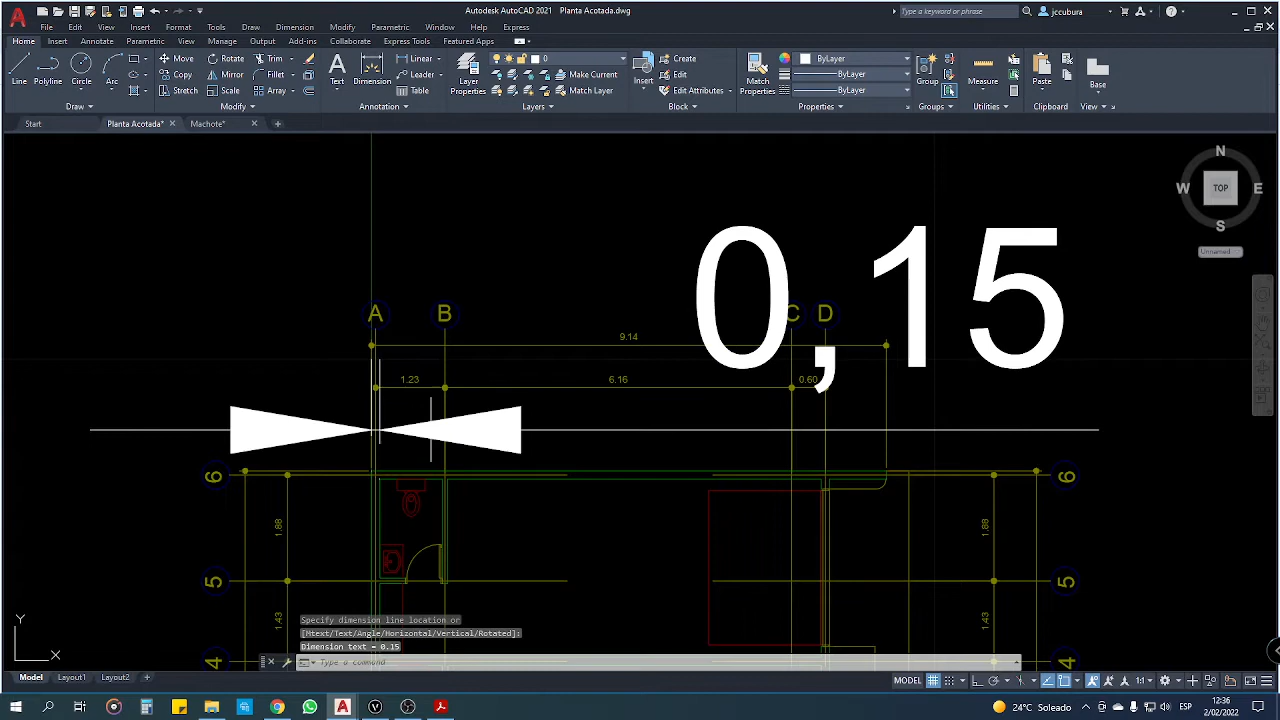 Autodesk AutoCAD 2021 Planta Acotada.dwg
Type a keyword or phrase
jccubura
File Edit View Insert Format Tools Draw Dimension Modify Parametric Window Help Express
Home Insert Annotate Parametric View Manage Output Add-ins Collaborate Express Tools Featured Apps
Line Polyline Circle Arc
Move Rotate Trim
Copy Mirror Fillet
Stretch Scale Array
Text Dimension
Linear
Leader
Table
Layer Properties
0
Make Current
Match Layer
Insert
Create
Edit
Edit Attributes
Match Properties
ByLayer
ByLayer
ByLayer
Group
Measure
Paste
Base
Draw Modify Annotation Layers Block Properties Groups Utilities Clipboard View
Start Planta Acotada* Machote*
N
W TOP E
S
Unnamed
0,15
A B C D
9.14
1.23 6.16 0.60
6 6
1.88 1.88
5 5
1.43 1.43
4 4
Y
X
Specify dimension line location or
[Mtext/Text/Angle/Horizontal/Vertical/Rotated]:
Dimension text = 0.15
Type a command
Model Layout1 Layout2
MODEL 1:1
24°C Soleado
ESP
12:36
2/02/2022